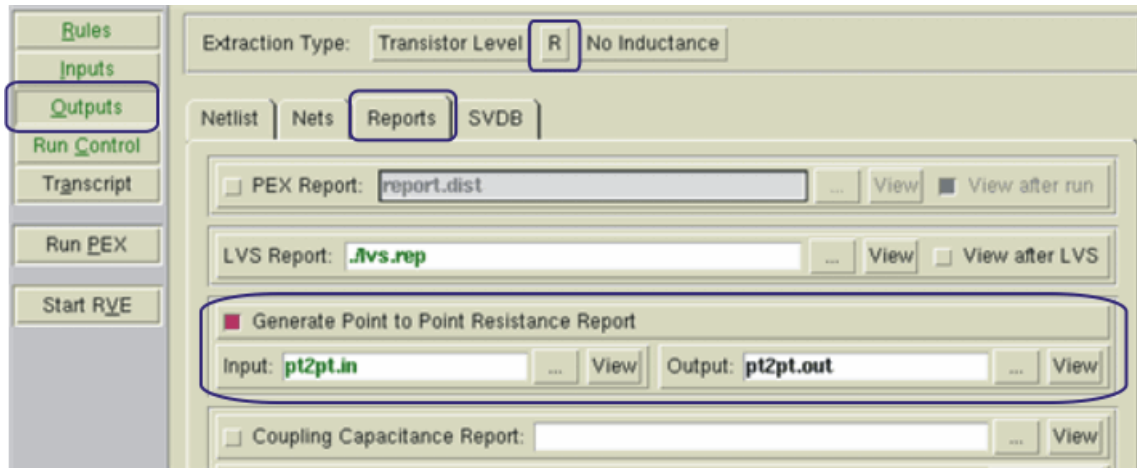 Rules
Inputs
Outputs
Run Control
Transcript
Run PEX
Start RVE
Extraction Type: Transistor Level R No Inductance
Netlist Nets Reports SVDB
PEX Report: report.dist ... View View after run
LVS Report: ./lvs.rep ... View View after LVS
Generate Point to Point Resistance Report
Input: pt2pt.in ... View Output: pt2pt.out ... View
Coupling Capacitance Report: ... View